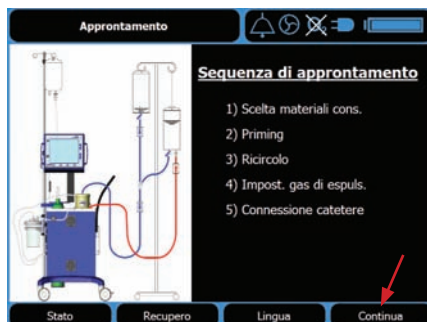 Approntamento
Sequenza di approntamento
1) Scelta materiali cons.
2) Priming
3) Ricircolo
4) Impost. gas di espuls.
5) Connessione catetere
Stato
Recupero
Lingua
Continua